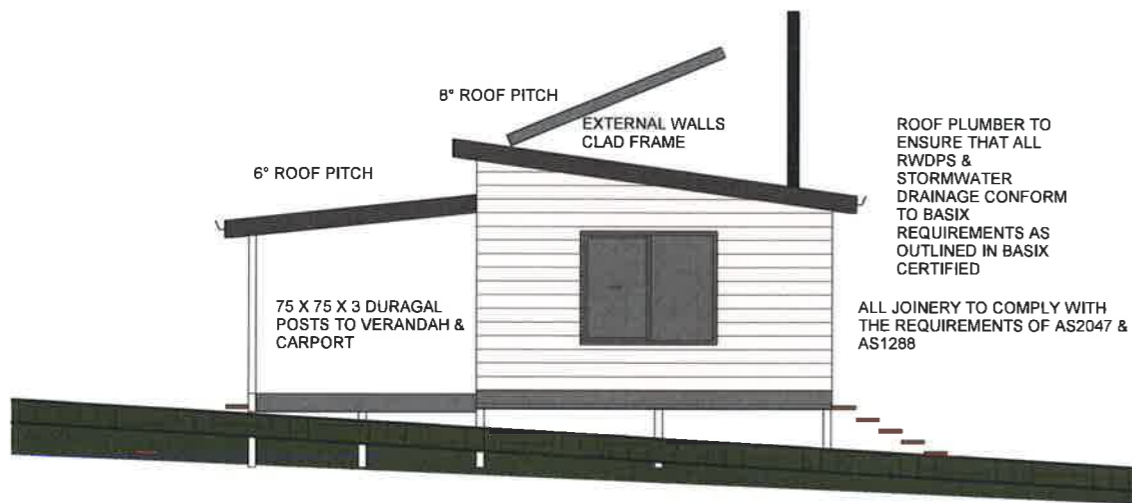 8° ROOF PITCH
EXTERNAL WALLS
CLAD FRAME
6° ROOF PITCH
ROOF PLUMBER TO
ENSURE THAT ALL
RWDPS &
STORMWATER
DRAINAGE CONFORM
TO BASIX
REQUIREMENTS AS
OUTLINED IN BASIX
CERTIFIED
75 X 75 X 3 DURAGAL
POSTS TO VERANDAH &
CARPORT
ALL JOINERY TO COMPLY WITH
THE REQUIREMENTS OF AS2047 &
AS1288